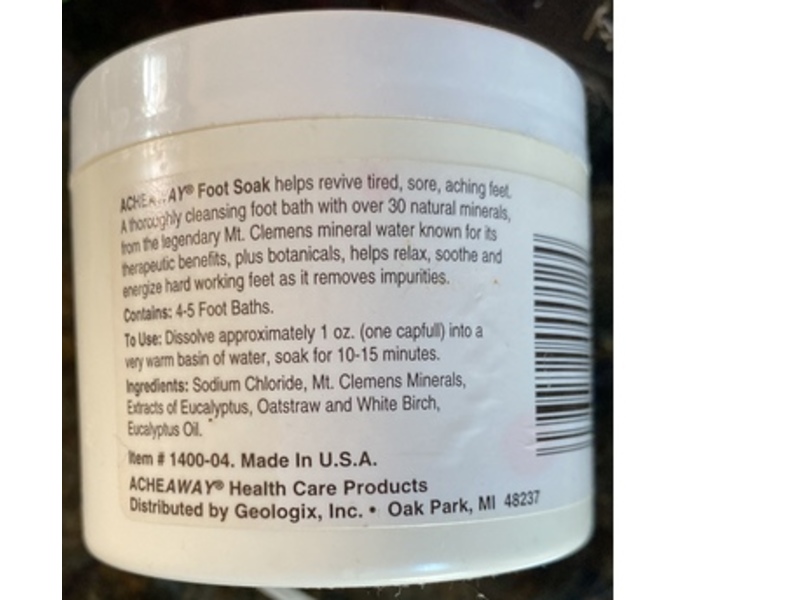 ACHEAWAY® Foot Soak helps revive tired, sore, aching feet.
A thoroughly cleansing foot bath with over 30 natural minerals,
from the legendary Mt. Clemens mineral water known for its
therapeutic benefits, plus botanicals, helps relax, soothe and
energize hard working feet as it removes impurities.
Contains: 4-5 Foot Baths.
To Use: Dissolve approximately 1 oz. (one capfull) into a
very warm basin of water, soak for 10-15 minutes.
Ingredients: Sodium Chloride, Mt. Clemens Minerals,
Extracts of Eucalyptus, Oatstraw and White Birch,
Eucalyptus Oil.
Item # 1400-04. Made In U.S.A.
ACHEAWAY® Health Care Products
Distributed by Geologix, Inc. • Oak Park, MI 48237